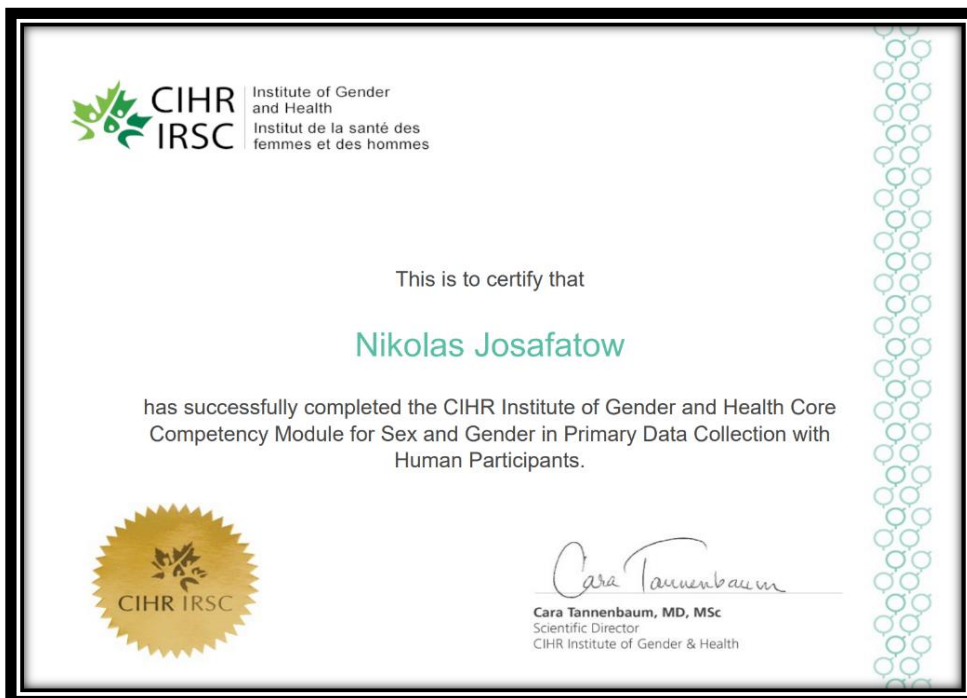 CIHR
IRSC
Institute of Gender
and Health
Institut de la santé des
femmes et des hommes
This is to certify that
Nikolas Josafatow
has successfully completed the CIHR Institute of Gender and Health Core
Competency Module for Sex and Gender in Primary Data Collection with
Human Participants.
CIHR IRSC
Cara Tannenbaum
Cara Tannenbaum, MD, MSc
Scientific Director
CIHR Institute of Gender & Health